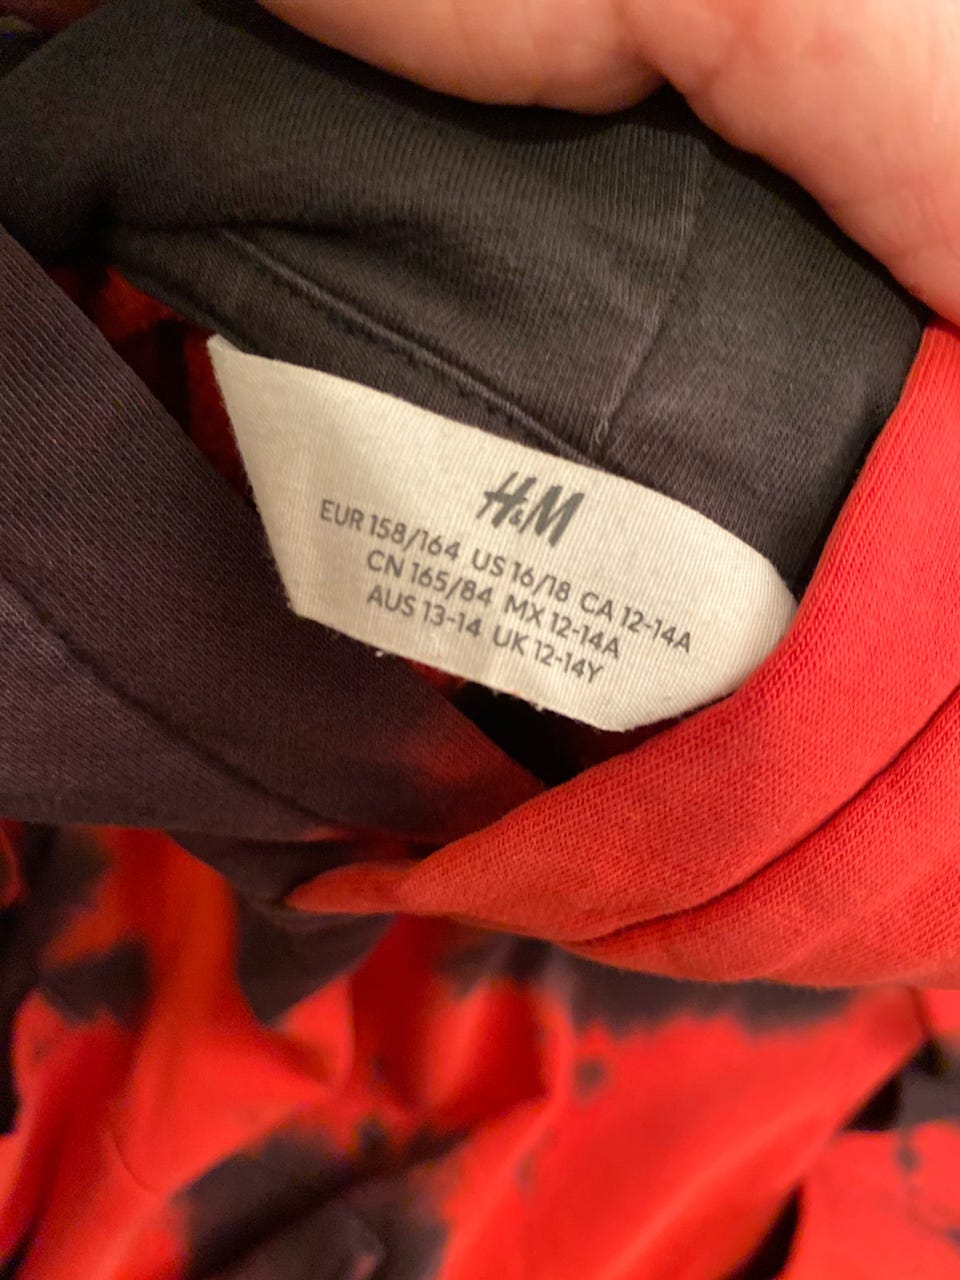 H&M
EUR 158/164 US 16/18 CA 12-14A
CN 165/84 MX 12-14A
AUS 13-14 UK 12-14Y